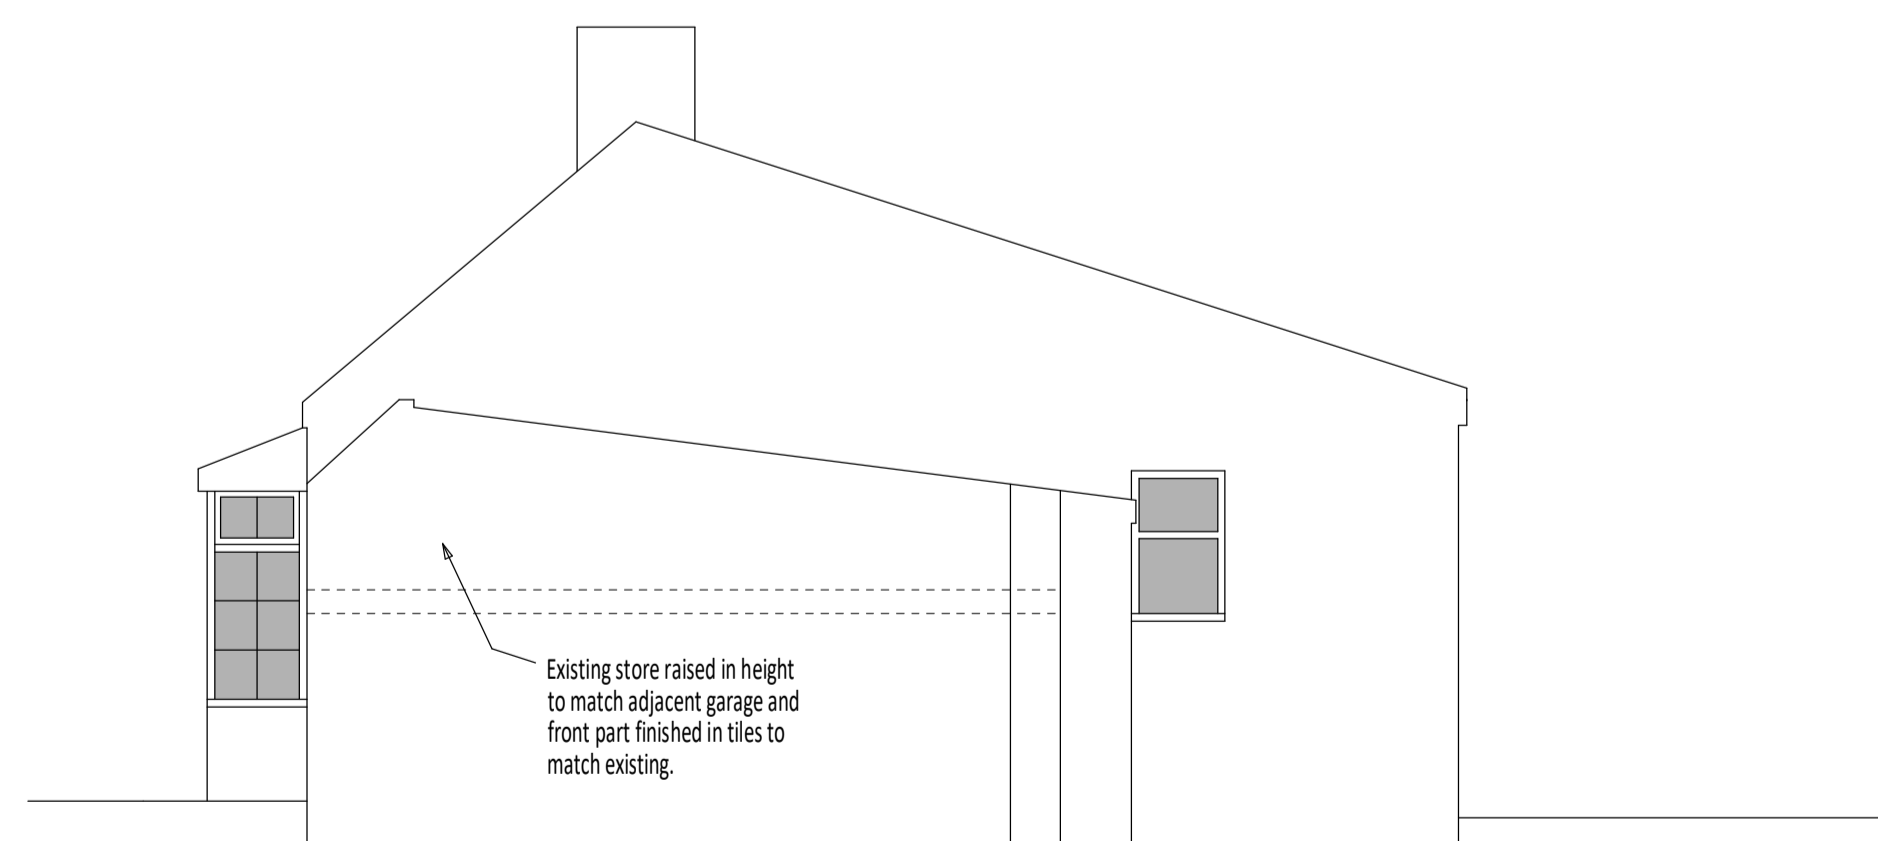 Existing store raised in height
to match adjacent garage and
front part finished in tiles to
match existing.